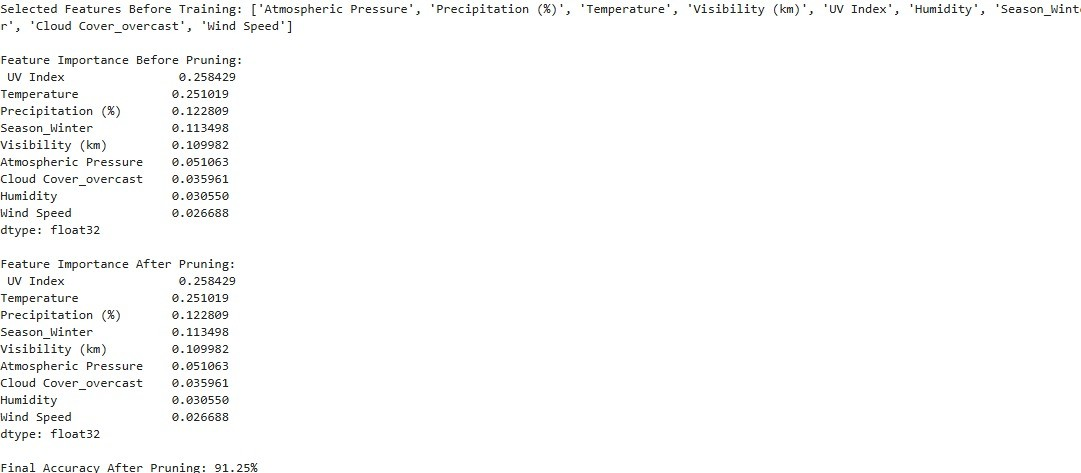 Selected Features Before Training: ['Atmospheric Pressure', 'Precipitation (%)', 'Temperature', 'Visibility (km)', 'UV Index', 'Humidity', 'Season_Winte
r', 'Cloud Cover_overcast', 'Wind Speed']

Feature Importance Before Pruning:
 UV Index                0.258429
Temperature             0.251019
Precipitation (%)       0.122809
Season_Winter           0.113498
Visibility (km)         0.109982
Atmospheric Pressure    0.051063
Cloud Cover_overcast    0.035961
Humidity                0.030550
Wind Speed              0.026688
dtype: float32

Feature Importance After Pruning:
 UV Index                0.258429
Temperature             0.251019
Precipitation (%)       0.122809
Season_Winter           0.113498
Visibility (km)         0.109982
Atmospheric Pressure    0.051063
Cloud Cover_overcast    0.035961
Humidity                0.030550
Wind Speed              0.026688
dtype: float32

Final Accuracy After Pruning: 91.25%